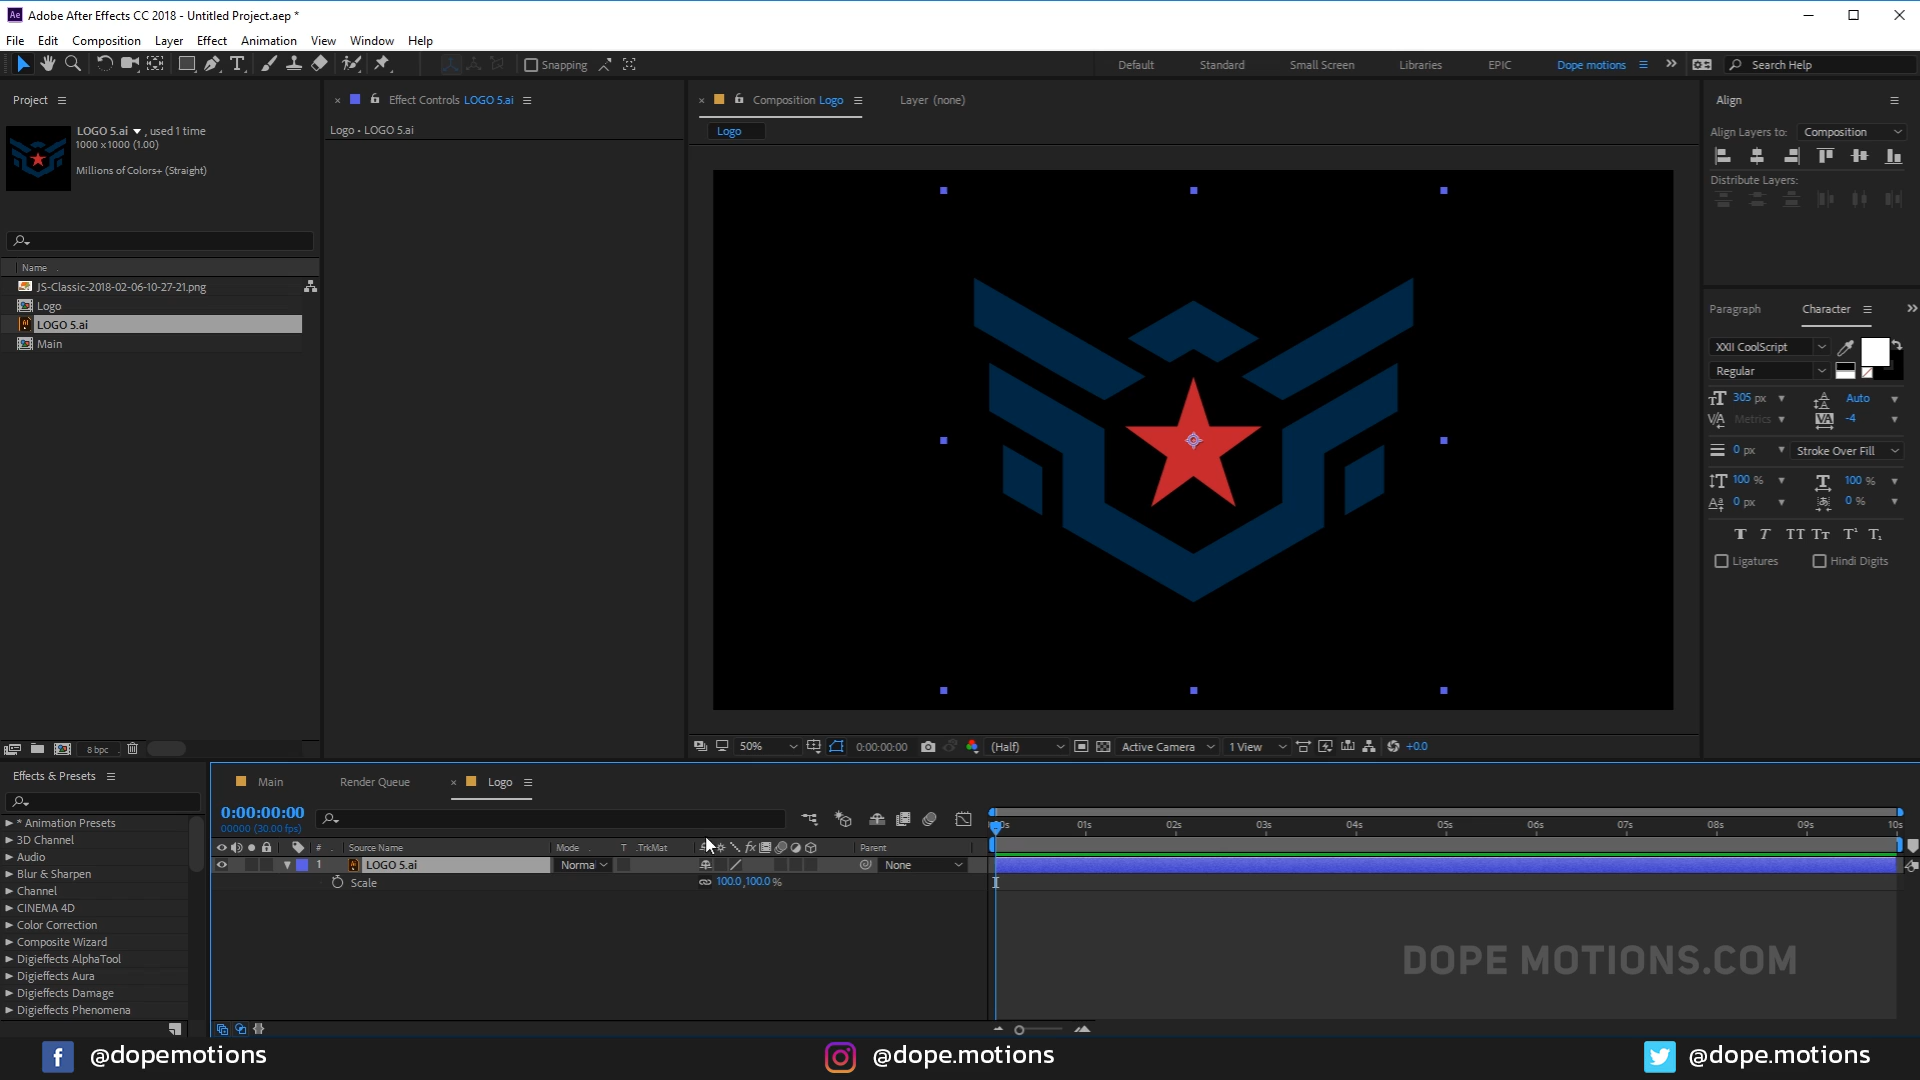 Adobe After Effects CC 2018 - Untitled Project.aep *
File Edit Composition Layer Effect Animation View Window Help
Snapping
Default Standard Small Screen Libraries EPIC Dope motions Search Help
Project
LOGO 5.ai , used 1 time
1000 x 1000 (1.00)
Millions of Colors+ (Straight)
Name
JS-Classic-2018-02-06-10-27-21.png
Logo
LOGO 5.ai
Main
8 bpc
Effect Controls LOGO 5.ai
Logo • LOGO 5.ai
Composition Logo
Layer (none)
Logo
50% 0:00:00:00 (Half) Active Camera 1 View +0.0
Align
Align Layers to: Composition
Distribute Layers:
Paragraph Character
XXII CoolScript
Regular
305 px Auto
Metrics -4
0 px Stroke Over Fill
100 % 100 %
0 px 0 %
T T TT Tt T¹ T₁
Ligatures Hindi Digits
Effects & Presets
* Animation Presets
3D Channel
Audio
Blur & Sharpen
Channel
CINEMA 4D
Color Correction
Composite Wizard
Digieffects AlphaTool
Digieffects Aura
Digieffects Damage
Digieffects Phenomena
Main Render Queue Logo
0:00:00:00
00000 (30.00 fps)
# Source Name Mode T .TrkMat Parent
1 LOGO 5.ai Norma None
Scale 100.0,100.0 %
00s 01s 02s 03s 04s 05s 06s 07s 08s 09s 10s
DOPE MOTIONS.COM
@dopemotions
@dope.motions
@dope.motions